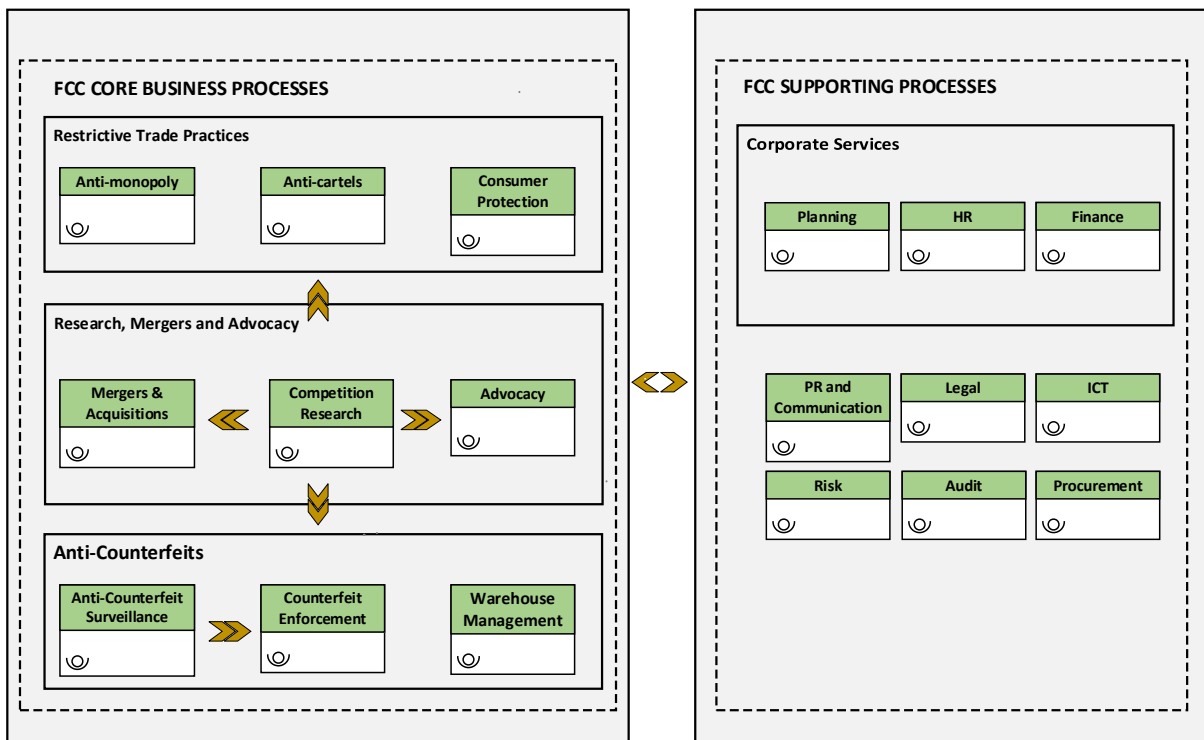 FCC CORE BUSINESS PROCESSES
Restrictive Trade Practices
Anti-monopoly
Anti-cartels
Consumer
Protection
Research, Mergers and Advocacy
Mergers &
Acquisitions
Competition
Research
Advocacy
Anti-Counterfeits
Anti-Counterfeit
Surveillance
Counterfeit
Enforcement
Warehouse
Management
FCC SUPPORTING PROCESSES
Corporate Services
Planning
HR
Finance
PR and
Communication
Legal
ICT
Risk
Audit
Procurement